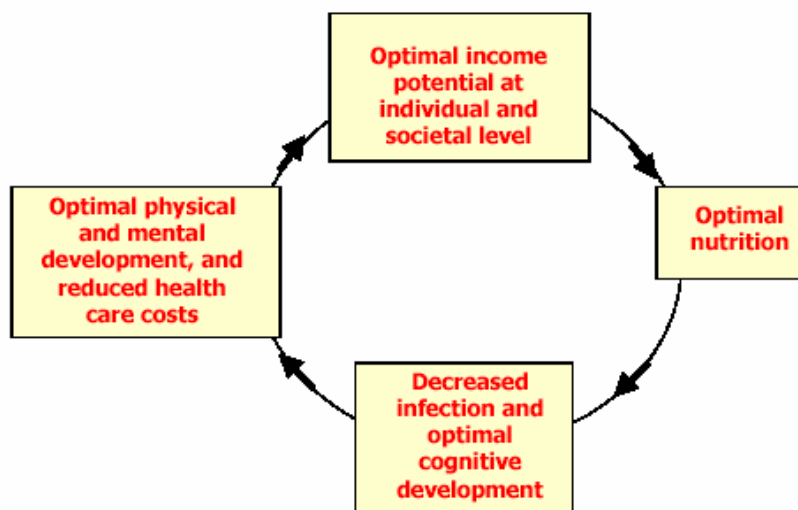 Optimal income
potential at
individual and
societal level
Optimal
nutrition
Decreased
infection and
optimal
cognitive
development
Optimal physical
and mental
development, and
reduced health
care costs